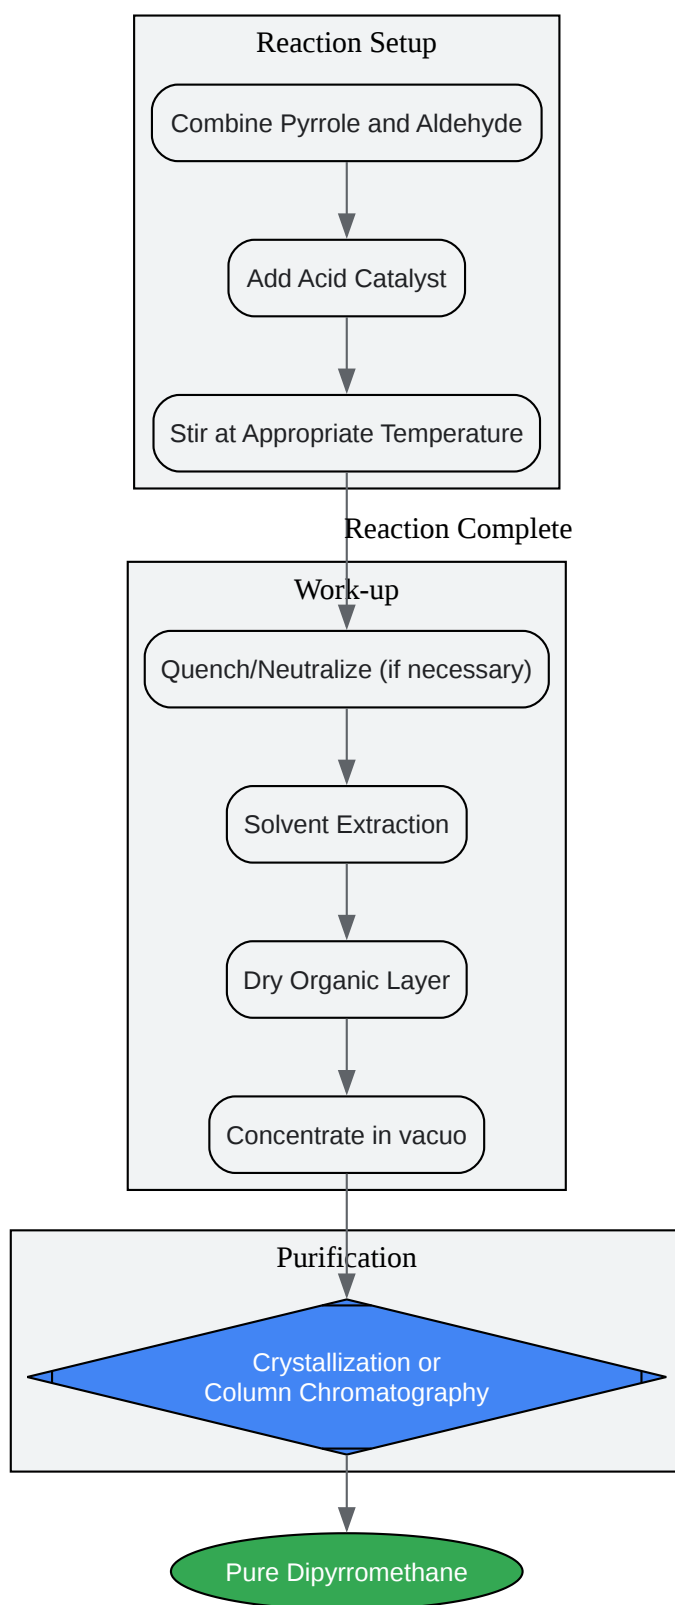 Reaction Setup
Combine Pyrrole and Aldehyde
Add Acid Catalyst
Stir at Appropriate Temperature
Reaction Complete
Work-up
Quench/Neutralize (if necessary)
Solvent Extraction
Dry Organic Layer
Concentrate in vacuo
Purification
Crystallization or
Column Chromatography
Pure Dipyrromethane